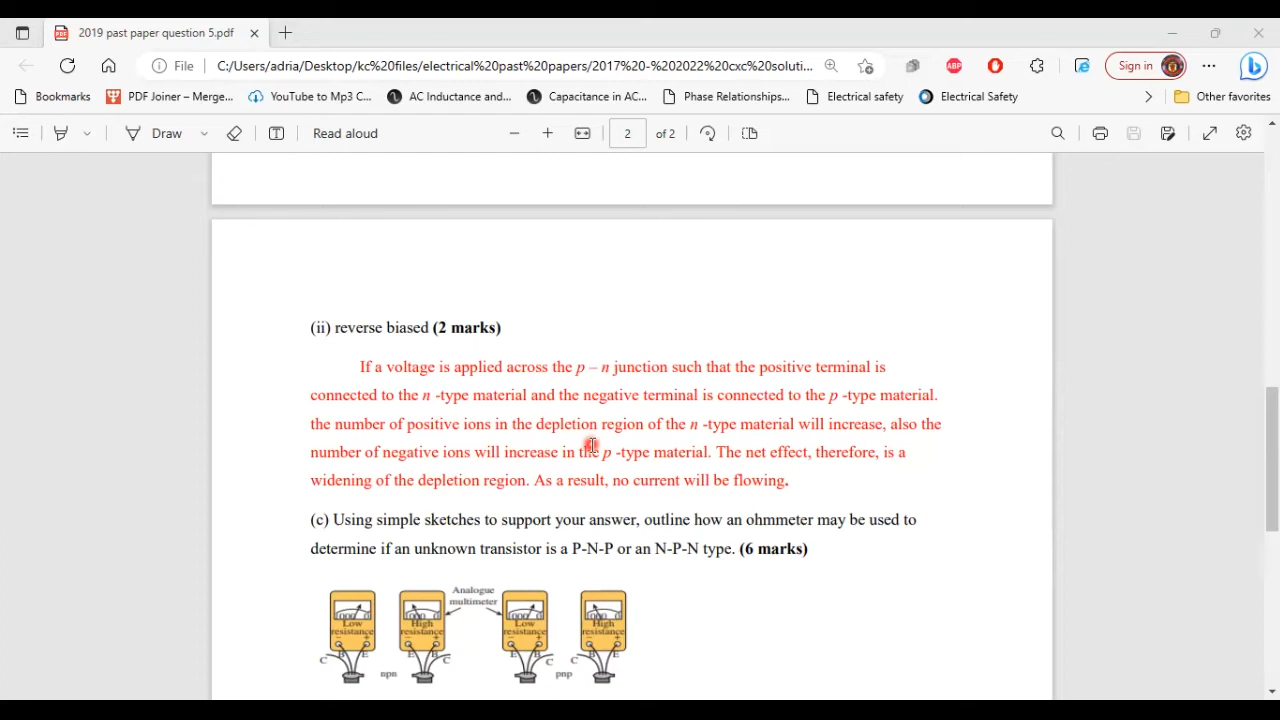 2019 past paper question 5.pdf
File
C:/Users/adria/Desktop/kc%20files/electrical%20past%20papers/2017%20-%202022%20cxc%20soluti...
Sign in
Bookmarks
PDF Joiner – Merge...
YouTube to Mp3 C...
AC Inductance and...
Capacitance in AC...
Phase Relationships...
Electrical safety
Electrical Safety
Other favorites
Draw
Read aloud
2
of 2
ABP
(ii) reverse biased (2 marks)
If a voltage is applied across the p – n junction such that the positive terminal is
connected to the n -type material and the negative terminal is connected to the p -type material.
the number of positive ions in the depletion region of the n -type material will increase, also the
number of negative ions will increase in the p -type material. The net effect, therefore, is a
widening of the depletion region. As a result, no current will be flowing.
(c) Using simple sketches to support your answer, outline how an ohmmeter may be used to
determine if an unknown transistor is a P-N-P or an N-P-N type. (6 marks)
Analogue
multimeter
Low
resistance
High
resistance
Low
resistance
High
resistance
− +
− +
− +
− +
C B E
E B C
E B C
C B E
npn
pnp